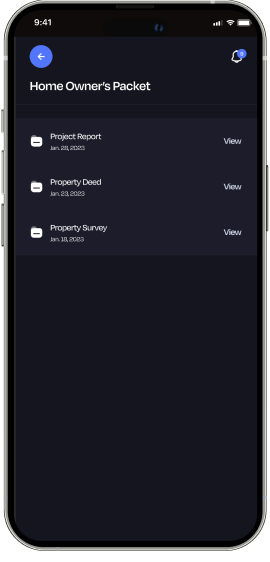 9:41
Home Owner's Packet
Project Report
Jan. 28, 2023
View
Property Deed
Jan. 23, 2023
View
Property Survey
Jan. 18, 2023
View